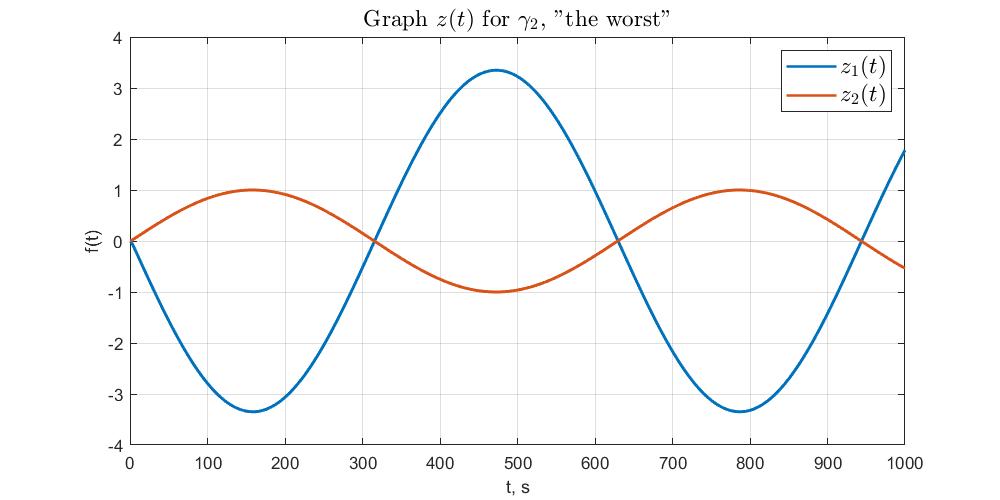 Graph z(t) for γ₂, ”the worst”
z₁(t)
z₂(t)
f(t)
4
3
2
1
0
-1
-2
-3
-4
0 100 200 300 400 500 600 700 800 900 1000
t, s